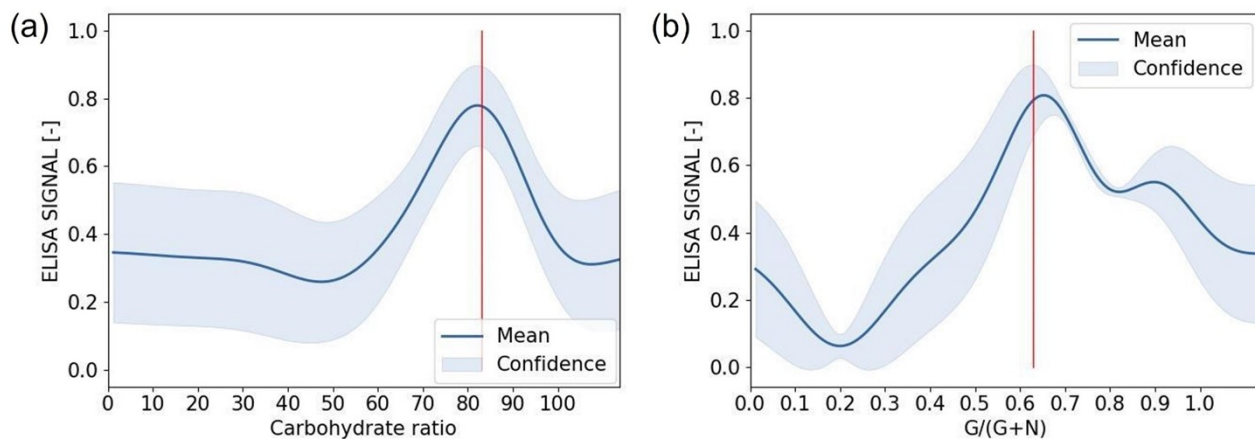 (a)
1.0
0.8
0.6
0.4
0.2
0.0
ELISA SIGNAL [-]
Mean
Confidence
0 10 20 30 40 50 60 70 80 90 100
Carbohydrate ratio
(b)
1.0
0.8
0.6
0.4
0.2
0.0
ELISA SIGNAL [-]
Mean
Confidence
0.0 0.1 0.2 0.3 0.4 0.5 0.6 0.7 0.8 0.9 1.0
G/(G+N)